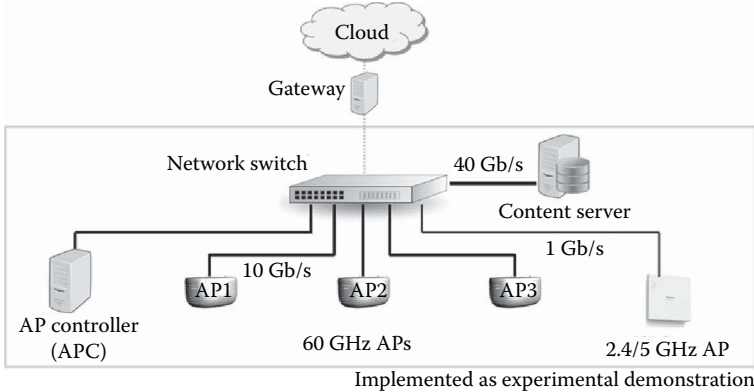 Cloud
Gateway
Network switch
40 Gb/s
Content server
1 Gb/s
10 Gb/s
AP1
AP2
AP3
AP controller
(APC)
60 GHz APs
2.4/5 GHz AP
Implemented as experimental demonstration